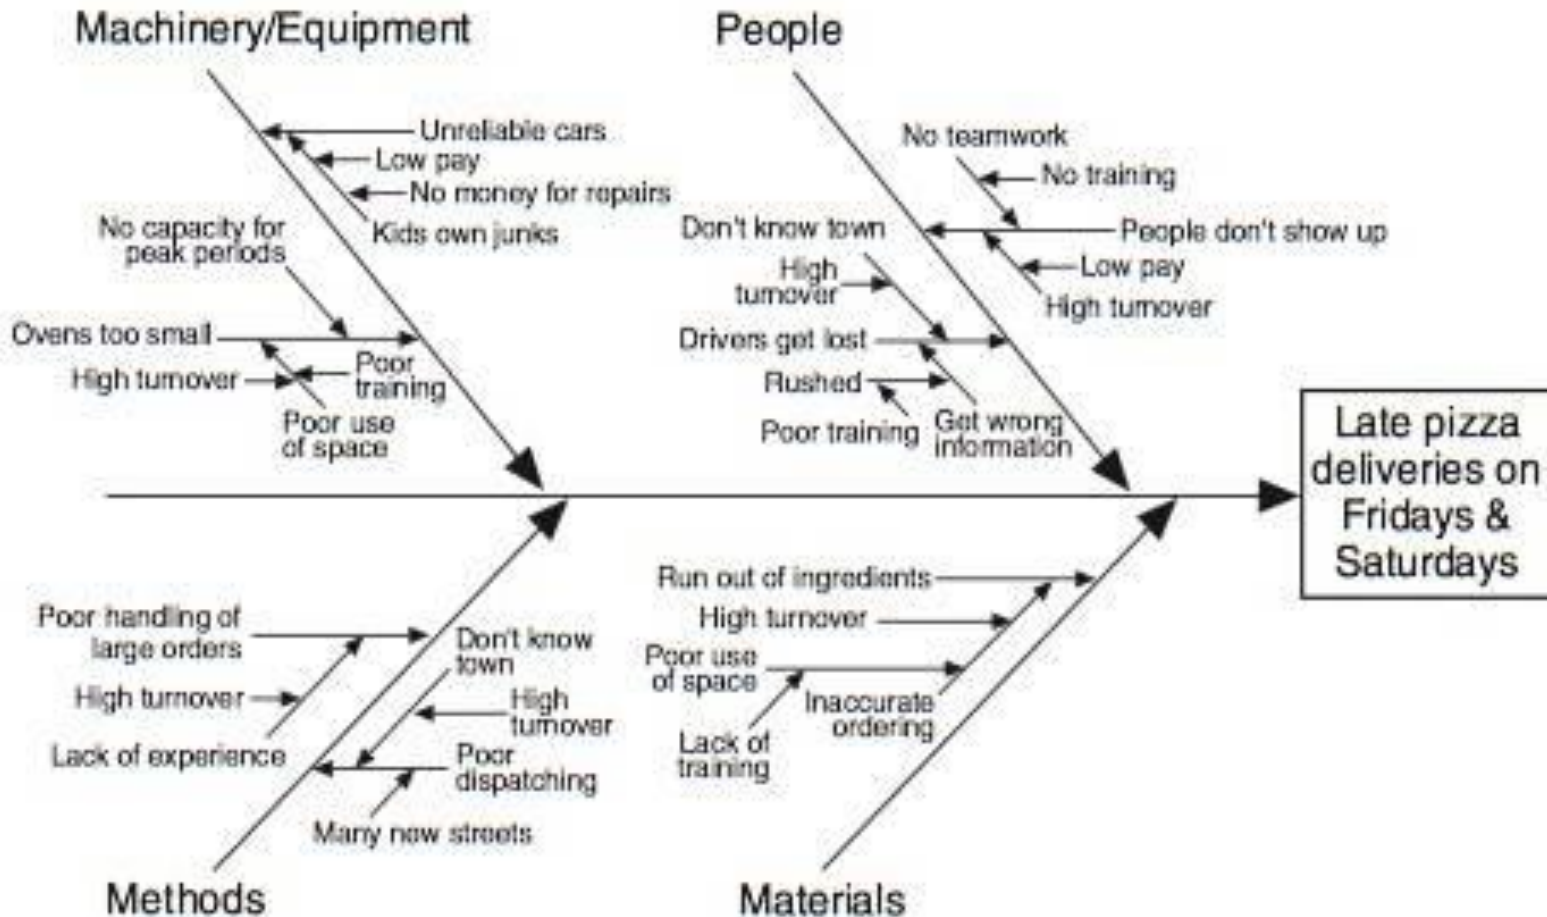 Machinery/Equipment
People
Unreliable cars
Low pay
No money for repairs
Kids own junks
No capacity for
peak periods
Ovens too small
High turnover
Poor
training
Poor use
of space
No teamwork
No training
Don't know town
People don't show up
High
turnover
Low pay
High turnover
Drivers get lost
Rushed
Poor training
Get wrong
information
Late pizza
deliveries on
Fridays &
Saturdays
Poor handling of
large orders
High turnover
Lack of experience
Don't know
town
High
turnover
Poor
dispatching
Many new streets
Run out of ingredients
High turnover
Poor use
of space
Inaccurate
ordering
Lack of
training
Methods
Materials